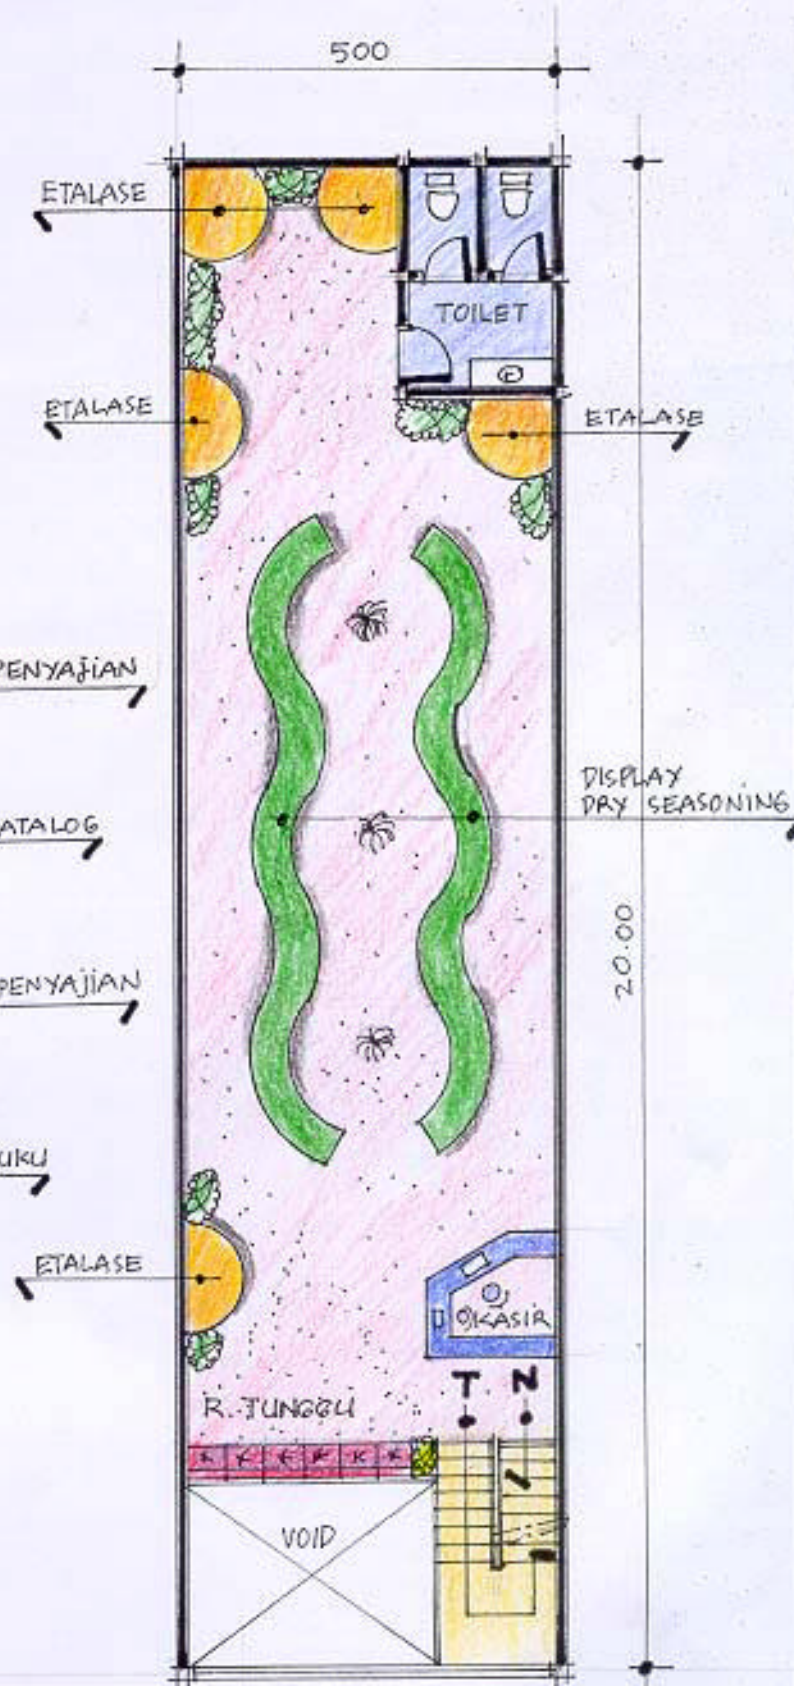 500
ETALASE
TOILET
ETALASE
ETALASE
PENYAJIAN
DISPLAY
DRY SEASONING
ATALOG
20.00
PENYAJIAN
UKU
ETALASE
KASIR
T N
R. TUNGGU
VOID